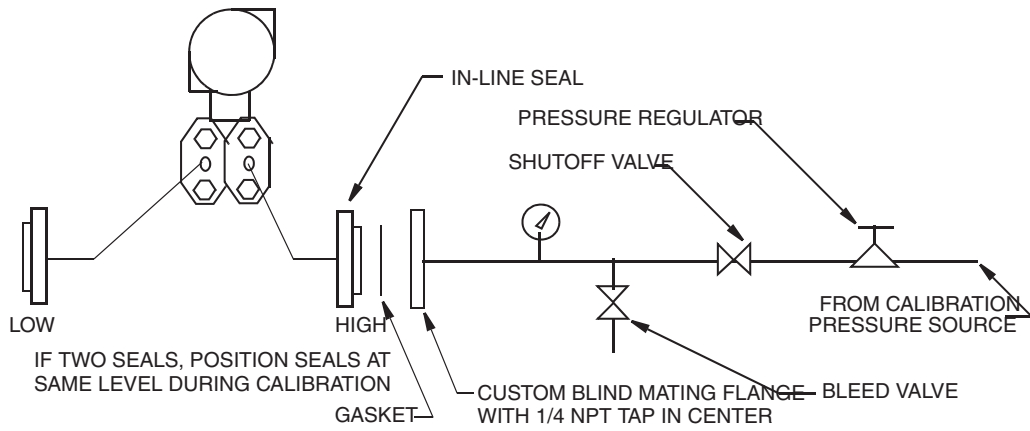 IN-LINE SEAL
PRESSURE REGULATOR
SHUTOFF VALVE
LOW
HIGH
FROM CALIBRATION
PRESSURE SOURCE
IF TWO SEALS, POSITION SEALS AT
SAME LEVEL DURING CALIBRATION
GASKET
CUSTOM BLIND MATING FLANGE
WITH 1/4 NPT TAP IN CENTER
BLEED VALVE